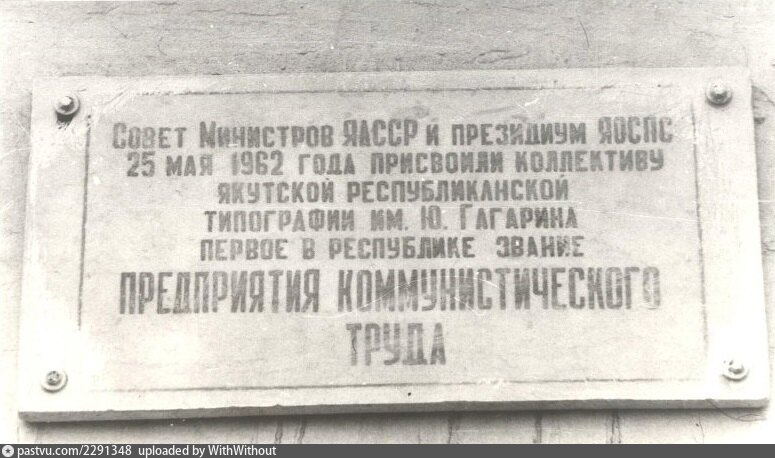 Совет Министров ЯАССР и президиум ЯОСПС
25 мая 1962 года присвоили коллективу
якутской республиканской
типографии им. Ю. Гагарина
первое в республике звание
ПРЕДПРИЯТИЯ КОММУНИСТИЧЕСКОГО
ТРУДА
pastvu.com/2291348 uploaded by WithWithout